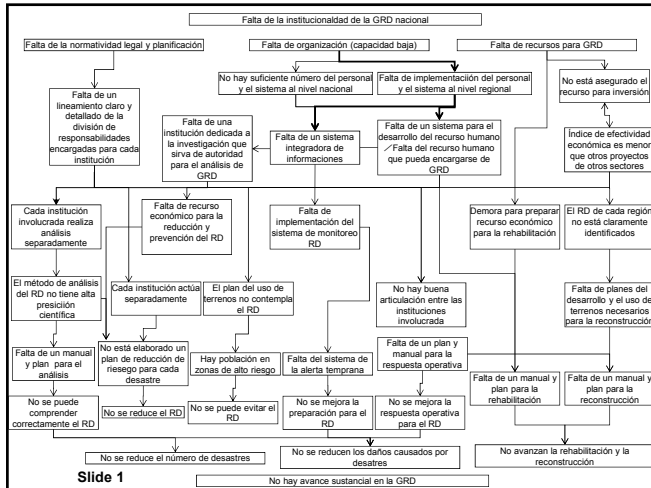 Falta de la institucionaldad de la GRD nacional
Falta de la normatividad legal y planificación
Falta de organización (capacidad baja)
Falta de recursos para GRD
No hay suficiente número del personal
y el sistema al nivel nacional
Falta de implementaciión del personal
y el sistema al nivel regional
No está asegurado el
recurso para inversión
Falta de un
lineamiento claro y
detallado de la
división de
responsabilidades
encargadas para cada
institución
Falta de una
institución dedicada a
la investigación que
sirva de autoridad
para el análisis de
GRD
Falta de un sistema
integradora de
informaciones
Falta de un sistema para el
desarrollo del recurso humano
／Falta del recurso humano
que pueda encargarse de
GRD
Índice de efectividad
económica es menor
que otros proyectos
de otros sectores
Cada institución
involucrada realiza
análisis
separadamente
Falta de recurso
económico para la
reducción y
prevención del RD
Falta de
implementación del
sistema de monitoreo
RD
Demora para preparar
recurso económico
para la rehabilitación
El RD de cada región
no está claramente
identificados
El método de análisis
del RD no tiene alta
presiciión
científica
Cada institución actúa
separadamente
El plan del uso de
terrenos no contempla
el RD
No hay buena
articulación entre las
instituciones
involucrada
Falta de planes del
desarrollo y el uso de
terrenos necesarios
para la reconstrucción
Falta de un manual
y plan para el
análisis
No está elaborado un
plan de reducción de
riesego para cada
desastre
Hay población en
zonas de alto riesgo
Falta del sistema de
la alerta temprana
Falta de un plan y
manual para la
respuesta operativa
Falta de un manual y
plan para la
rehabilitación
Falta de un manual y
plan para la
reconstrucción
No se puede
comprender
correctamente el RD
No se reduce el RD
No se puede evitar el
RD
No se mejora la
preparación para el
RD
No se mejora la
respuesta operativa
para el RD
No se reduce el número de desastres
No se reducen los daños causados por
desatres
No avanzan la rehabilitación y la
reconstrucción
Slide 1
No hay avance sustancial en la GRD